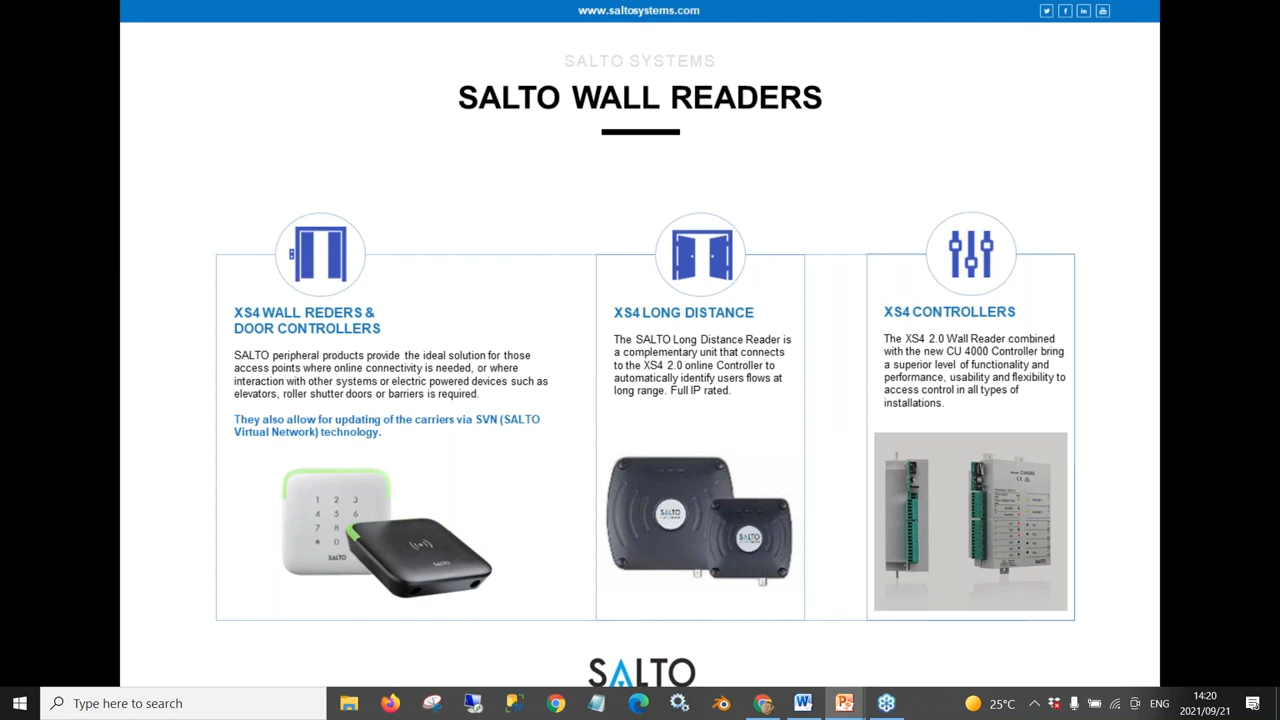 www.saltosystems.com
SALTO SYSTEMS
SALTO WALL READERS
XS4 WALL REDERS &
DOOR CONTROLLERS
SALTO peripheral products provide the ideal solution for those
access points where online connectivity is needed, or where
interaction with other systems or electric powered devices such as
elevators, roller shutter doors or barriers is required.
They also allow for updating of the carriers via SVN (SALTO
Virtual Network) technology.
1 2 3
4 5 6
7 8
* 0
SALTO
SALTO
XS4 LONG DISTANCE
The SALTO Long Distance Reader is
a complementary unit that connects
to the XS4 2.0 online Controller to
automatically identify users flows at
long range. Full IP rated.
SALTO
SALTO
XS4 CONTROLLERS
The XS4 2.0 Wall Reader combined
with the new CU 4000 Controller bring
a superior level of functionality and
performance, usability and flexibility to
access control in all types of
installations.
SALTO
SALTO
Type here to search
25°C
ENG
14:20
2021/09/21